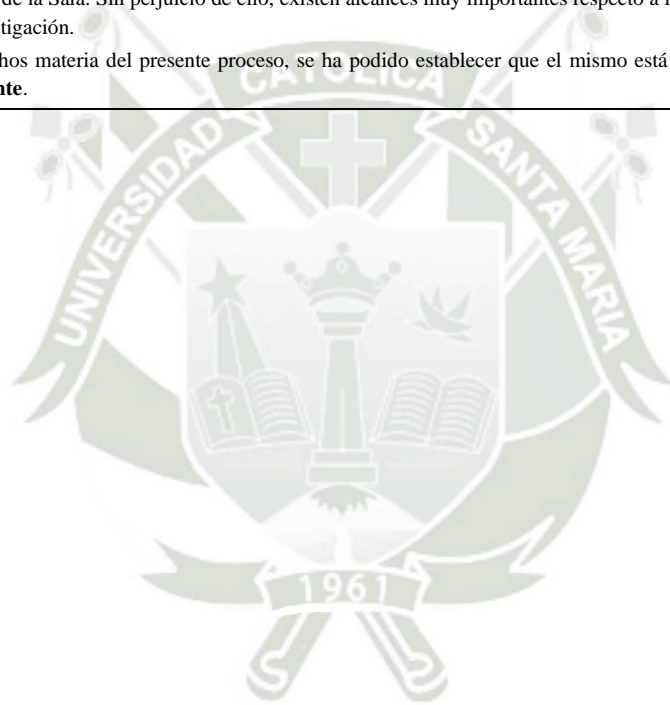 de la Sala. Sin perjuicio de ello, existen alcances muy importantes respecto a
tigación.
hos materia del presente proceso, se ha podido establecer que el mismo está
nte.
UNIVERSIDAD CATOLICA SANTA MARIA
1961